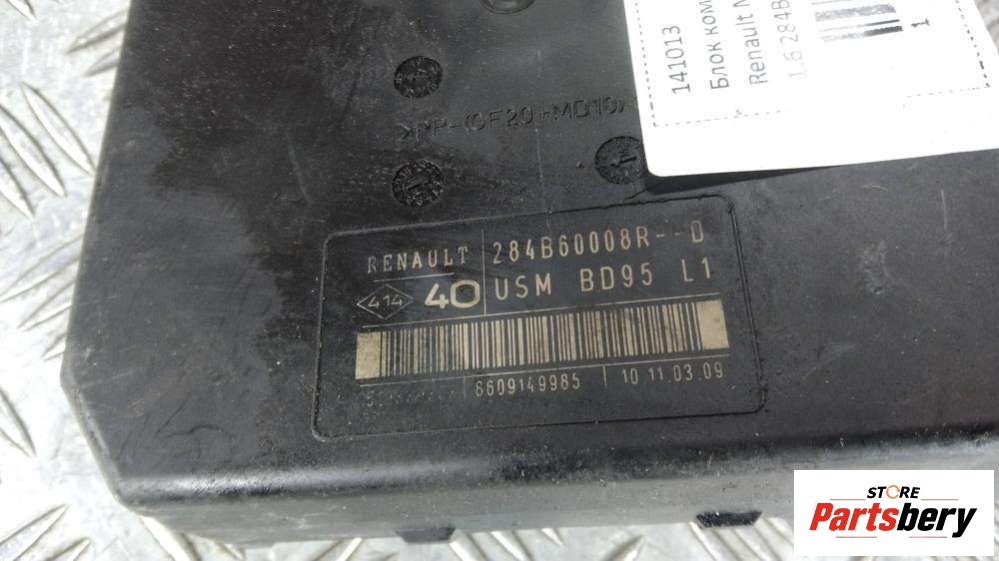 141013
Блок ком
Renault
1.6 284B
1
RENAULT 284B60008R--D
414 40 USM BD95 L1
8609149985 10 11.03.09
STORE
Partsbery